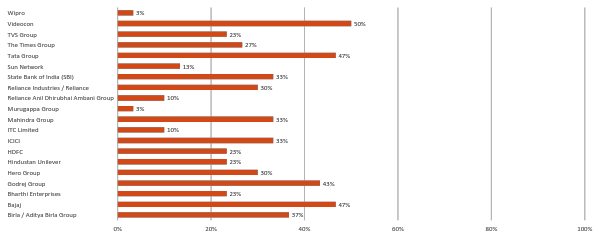 Wipro 3%
Videocon 50%
TVS Group 23%
The Times Group 27%
Tata Group 47%
Sun Network 13%
State Bank of India (SBI) 33%
Reliance Industries / Reliance 30%
Reliance Anil Dhirubhai Ambani Group 10%
Murugappa Group 3%
Mahindra Group 33%
ITC Limited 10%
ICICI 33%
HDFC 23%
Hindustan Unilever 23%
Hero Group 30%
Godrej Group 43%
Bharthi Enterprises 23%
Bajaj 47%
Birla / Aditya Birla Group 37%
0% 20% 40% 60% 80% 100%